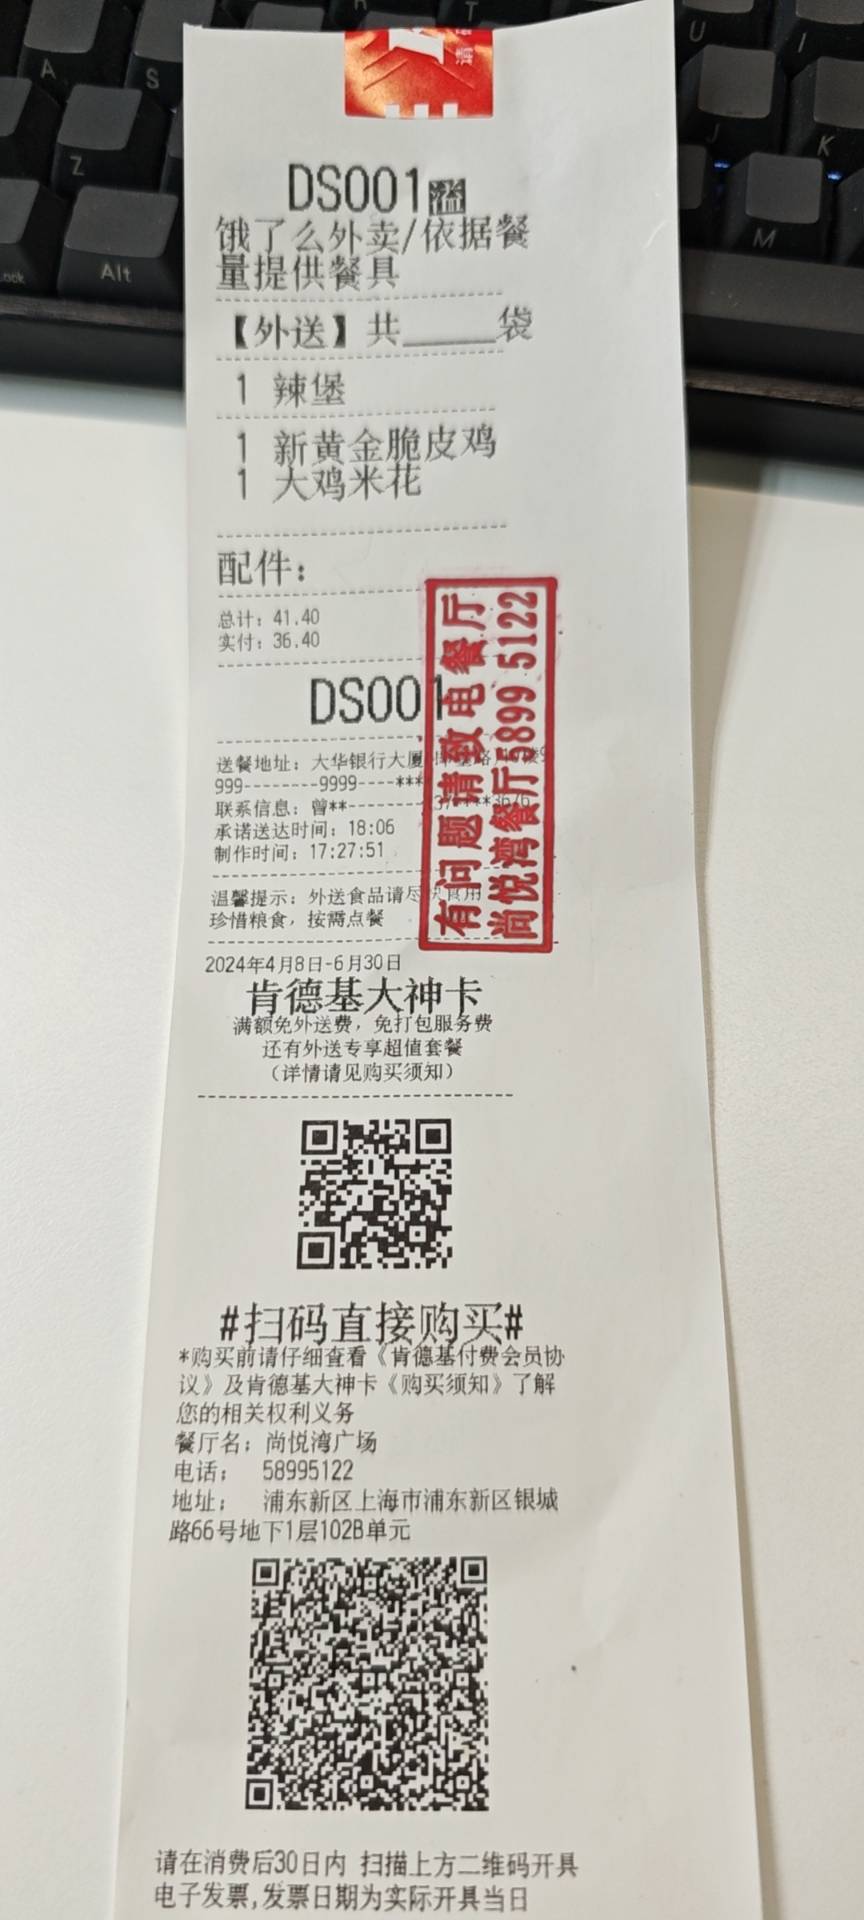 DS001溢
饿了么外卖/依据餐
量提供餐具
【外送】共_____袋
1 辣堡
1 新黄金脆皮鸡
1 大鸡米花
配件：
总计：41.40
实付：36.40
DS001
送餐地址：大华银行大厦
999--------9999----***
联系信息：曾**--------
承诺送达时间：18:06
制作时间：17:27:51
有问题请致电餐厅
尚悦湾餐厅5899 5122
温馨提示：外送食品请尽快食用
珍惜粮食，按需点餐
2024年4月8日-6月30日
肯德基大神卡
满额免外送费，免打包服务费
还有外送专享超值套餐
（详情请见购买须知）
#扫码直接购买#
*购买前请仔细查看《肯德基付费会员协
议》及肯德基大神卡《购买须知》了解
您的相关权利义务
餐厅名：尚悦湾广场
电话： 58995122
地址： 浦东新区上海市浦东新区银城
路66号地下1层102B单元
请在消费后30日内 扫描上方二维码开具
电子发票,发票日期为实际开具当日
A
S
Z
Alt
T
U
I
J
K
M